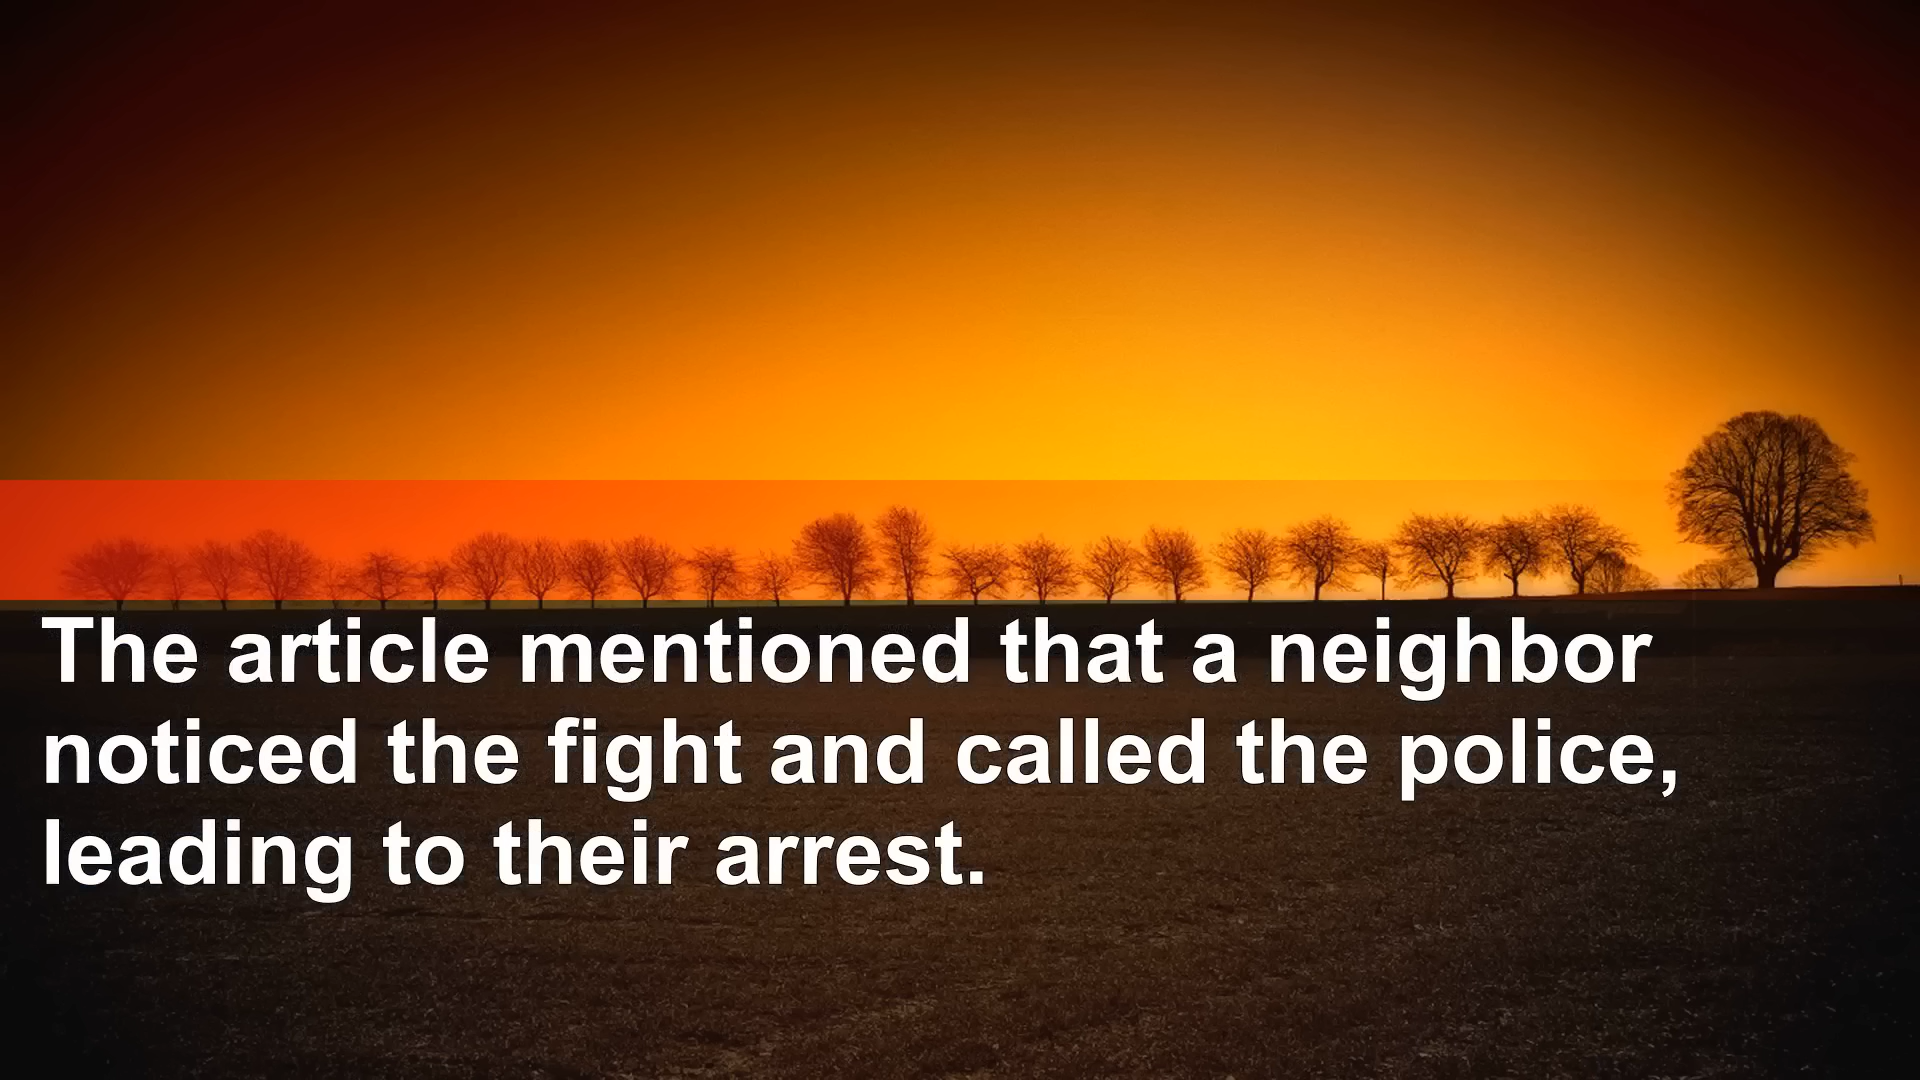 The article mentioned that a neighbor
noticed the fight and called the police,
leading to their arrest.